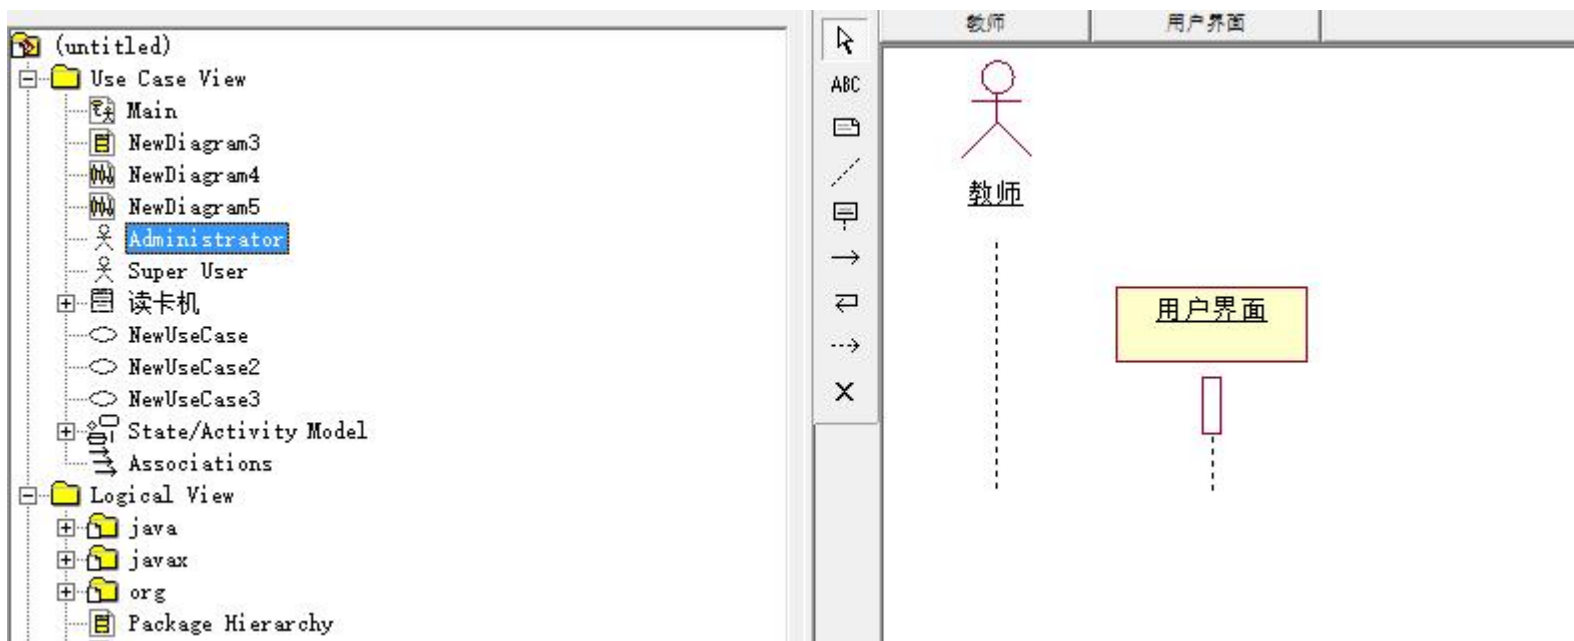 (untitled)
Use Case View
Main
NewDiagram3
NewDiagram4
NewDiagram5
Administrator
Super User
读卡机
NewUseCase
NewUseCase2
NewUseCase3
State/Activity Model
Associations
Logical View
java
javax
org
Package Hierarchy
ABC
教师
用户界面
教师
用户界面